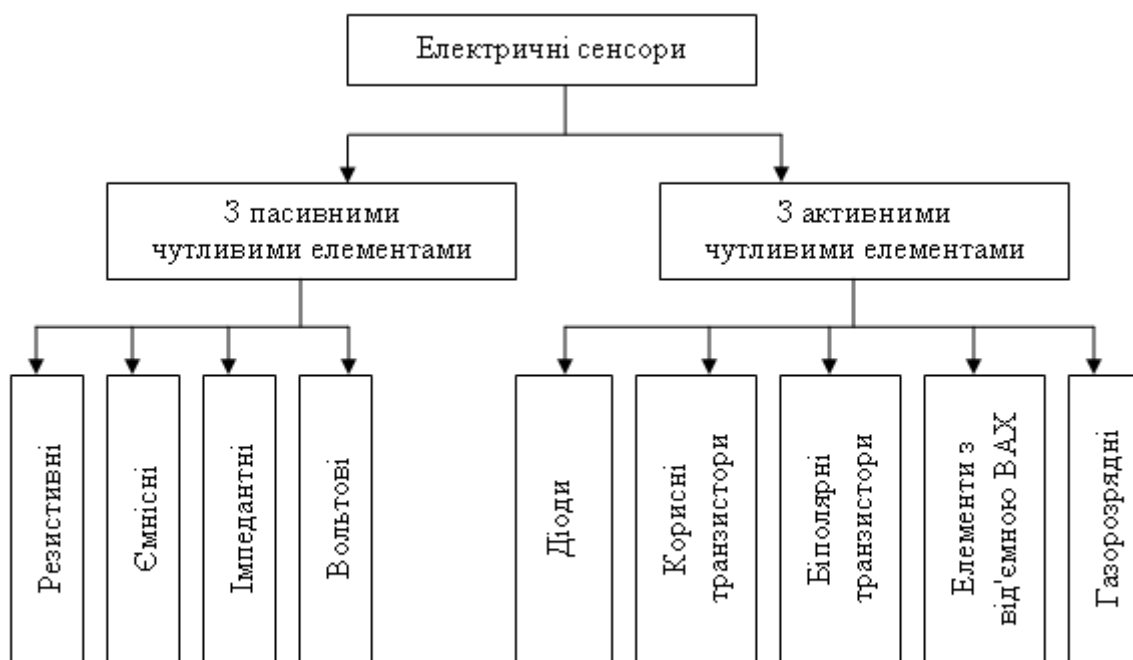 Електричні сенсори
З пасивними
чутливими елементами
З активними
чутливими елементами
Резистивні
Ємнісні
Імпедантні
Вольтові
Діоди
Корисні
транзистори
Біполярні
транзистори
Елементи з
від'ємною ВАХ
Газорозрядні